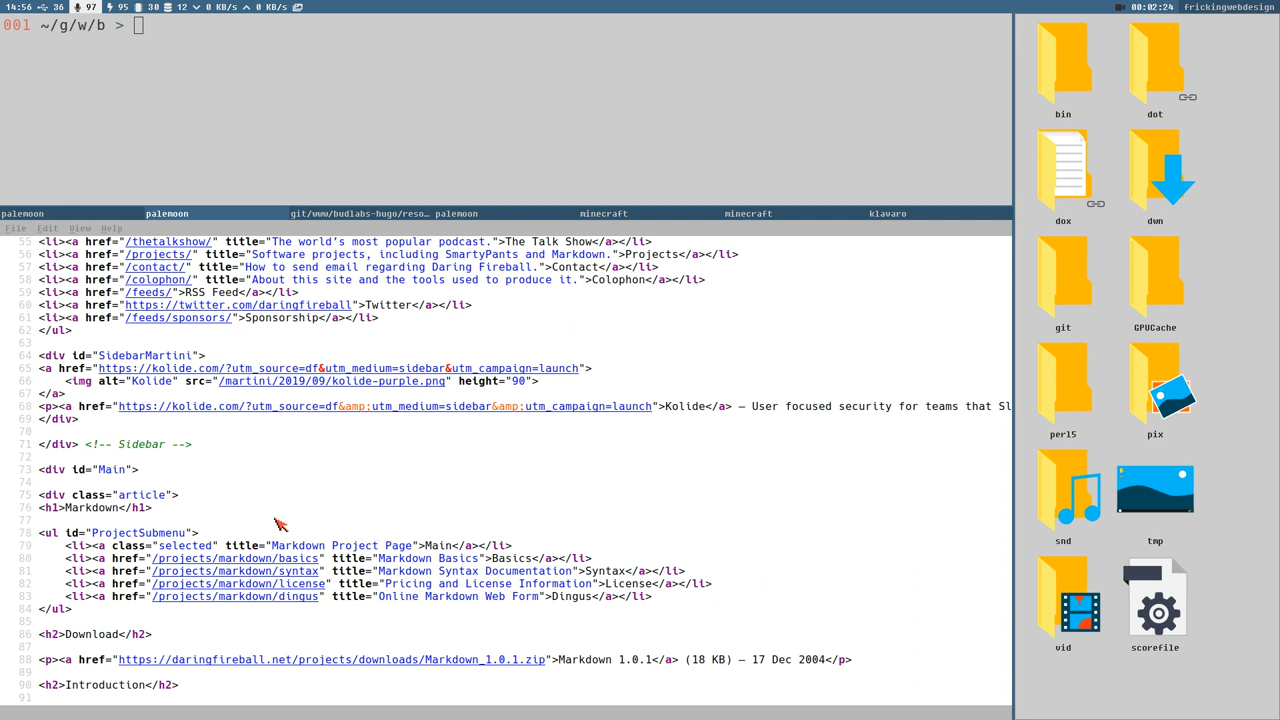 14:56 36 97 95 30 12 0 KB/s 0 KB/s 00:02:24 frickingwebdesign
001 ~/g/w/b >
palemoon palemoon git/www/budlabs-hugo/reso… palemoon minecraft minecraft klavaro
File Edit View Help
55 <li><a href="/thetalkshow/" title="The world’s most popular podcast.">The Talk Show</a></li>
56 <li><a href="/projects/" title="Software projects, including SmartyPants and Markdown.">Projects</a></li>
57 <li><a href="/contact/" title="How to send email regarding Daring Fireball.">Contact</a></li>
58 <li><a href="/colophon/" title="About this site and the tools used to produce it.">Colophon</a></li>
59 <li><a href="/feeds/">RSS Feed</a></li>
60 <li><a href="https://twitter.com/daringfireball">Twitter</a></li>
61 <li><a href="/feeds/sponsors/">Sponsorship</a></li>
62 </ul>
63
64 <div id="SidebarMartini">
65 <a href="https://kolide.com/?utm_source=df&utm_medium=sidebar&utm_campaign=launch">
66 <img alt="Kolide" src="/martini/2019/09/kolide-purple.png" height="90">
67 </a>
68 <p><a href="https://kolide.com/?utm_source=df&amp;utm_medium=sidebar&amp;utm_campaign=launch">Kolide</a> — User focused security for teams that Sl
69 </div>
70
71 </div> <!-- Sidebar -->
72
73 <div id="Main">
74
75 <div class="article">
76 <h1>Markdown</h1>
77
78 <ul id="ProjectSubmenu">
79 <li><a class="selected" title="Markdown Project Page">Main</a></li>
80 <li><a href="/projects/markdown/basics" title="Markdown Basics">Basics</a></li>
81 <li><a href="/projects/markdown/syntax" title="Markdown Syntax Documentation">Syntax</a></li>
82 <li><a href="/projects/markdown/license" title="Pricing and License Information">License</a></li>
83 <li><a href="/projects/markdown/dingus" title="Online Markdown Web Form">Dingus</a></li>
84 </ul>
85
86 <h2>Download</h2>
87
88 <p><a href="https://daringfireball.net/projects/downloads/Markdown_1.0.1.zip">Markdown 1.0.1</a> (18 KB) — 17 Dec 2004</p>
89
90 <h2>Introduction</h2>
91
bin dot
dox dwn
git GPUCache
perl5 pix
snd tmp
vid scorefile